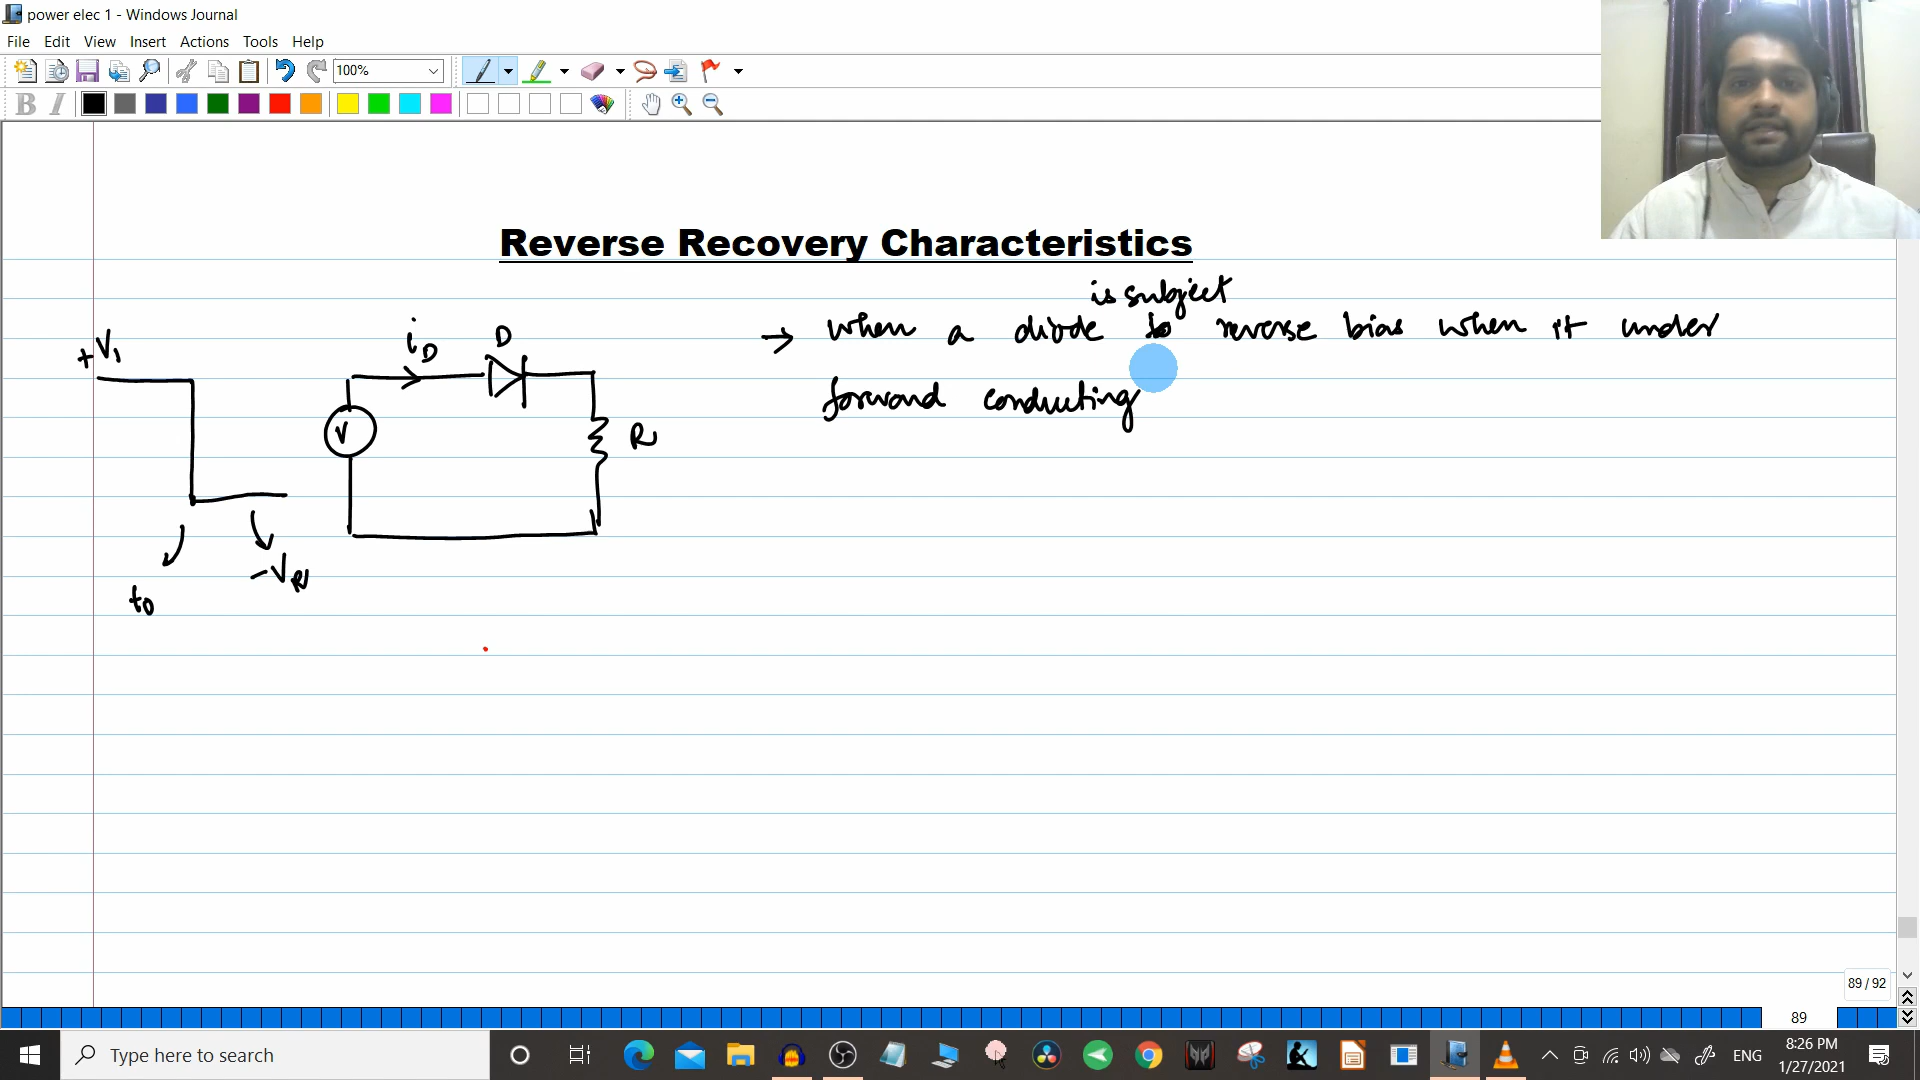 power elec 1 - Windows Journal
File Edit View Insert Actions Tools Help
100%
B I
Reverse Recovery Characteristics
is subject
→ when a diode to reverse bias when it under
forward conducting
+V1
iD
D
V
R
t0
-VR
89 / 92
89
Type here to search
ENG
8:26 PM
1/27/2021